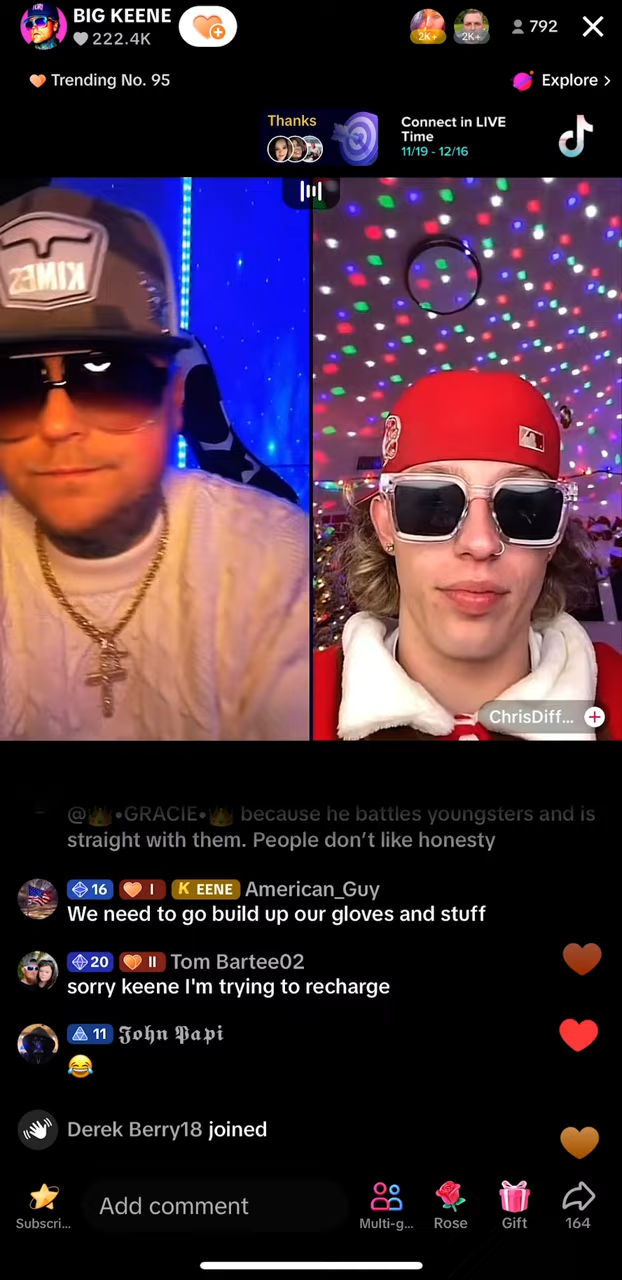 BIG KEENE
222.4K
2K+
2K+
792
Trending No. 95
Explore >
Thanks
Connect in LIVE
Time
11/19 - 12/16
KIMES
ChrisDiff...
@👑•GRACIE•👑 because he battles youngsters and is
straight with them. People don’t like honesty
16 I K EENE American_Guy
We need to go build up our gloves and stuff
20 II Tom Bartee02
sorry keene I'm trying to recharge
11 𝕵𝖔𝖍𝖓 𝕻𝖆𝖕𝖎
😂
Derek Berry18 joined
Add comment
Subscri...
Multi-g...
Rose
Gift
164